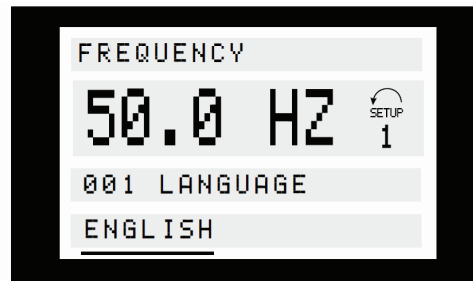 FREQUENCY
50.0 HZ
SETUP
1
001 LANGUAGE
ENGLISH